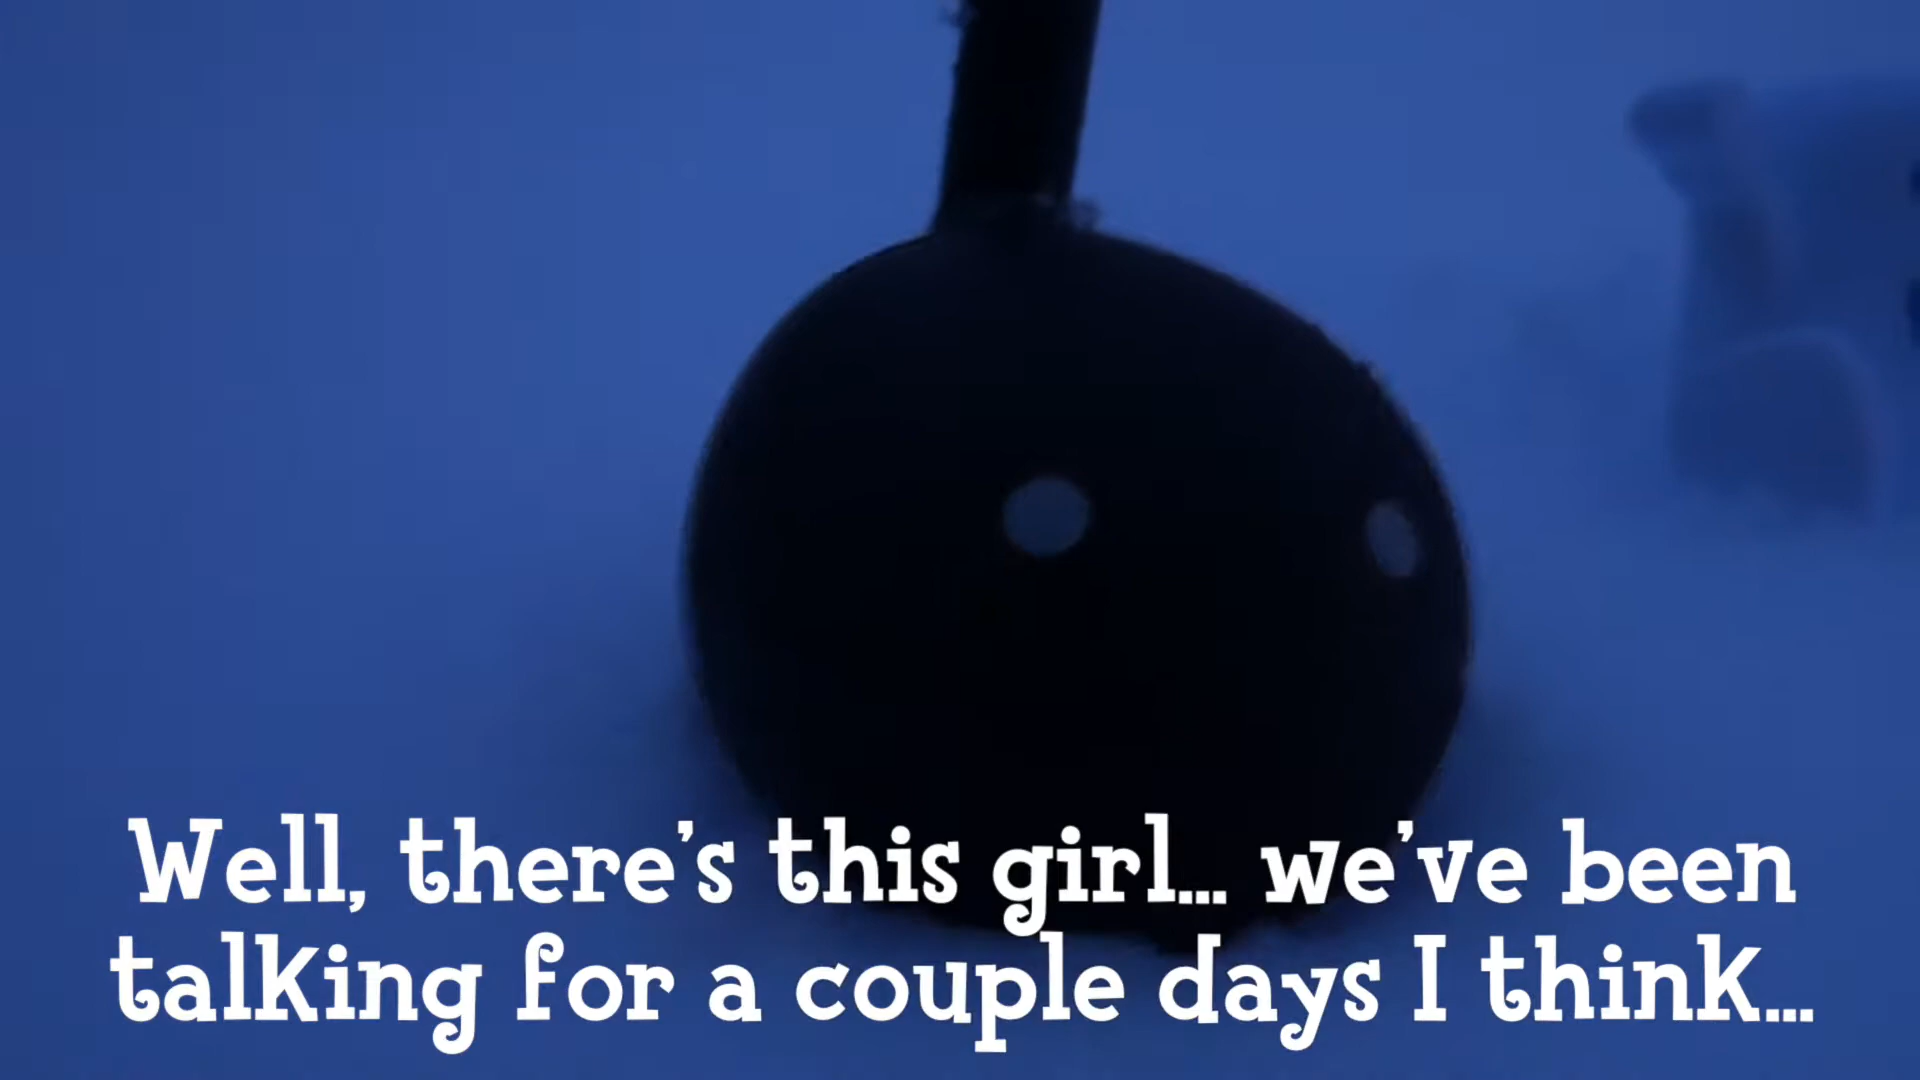 Well, there's this girl... we've been
talking for a couple days I think...